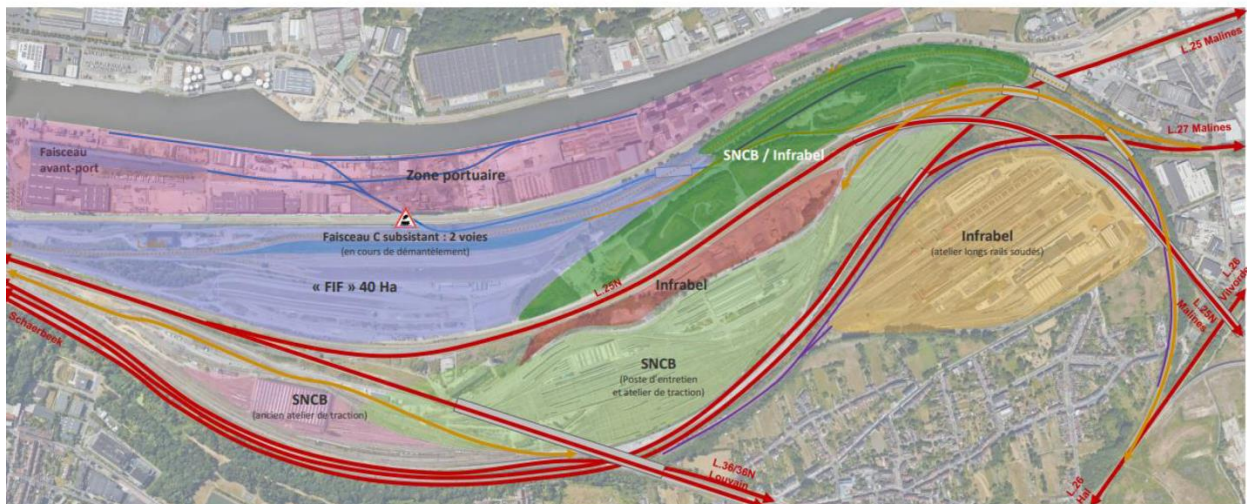 L.25 Malines
L.27 Malines
Faisceau
avant-port
Zone portuaire
SNCB / Infrabel
Faisceau C subsistant : 2 voies
(en cours de démantèlement)
Infrabel
(atelier longs rails soudés)
« FIF » 40 Ha
L.25N
Infrabel
L.26
Vilvorde
L.25N
Malines
Schaerbeek
SNCB
(Poste d'entretien
et atelier de traction)
SNCB
(ancien atelier de traction)
L.36/36N
Louvain
L.26
Hal